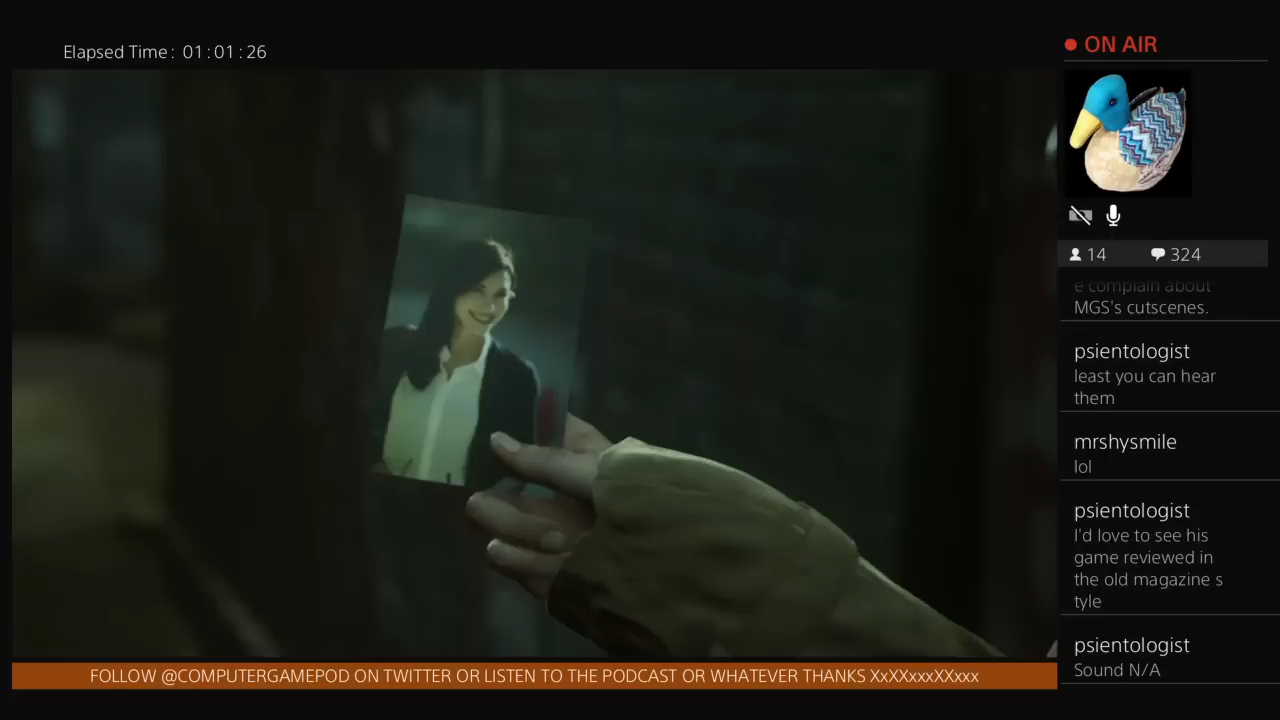 Elapsed Time: 01:01:26
ON AIR
14 324
e complain about
MGS's cutscenes.
psientologist
least you can hear
them
mrshysmile
lol
psientologist
I'd love to see his
game reviewed in
the old magazine s
tyle
psientologist
Sound N/A
FOLLOW @COMPUTERGAMEPOD ON TWITTER OR LISTEN TO THE PODCAST OR WHATEVER THANKS XxXXxxxXXxxx